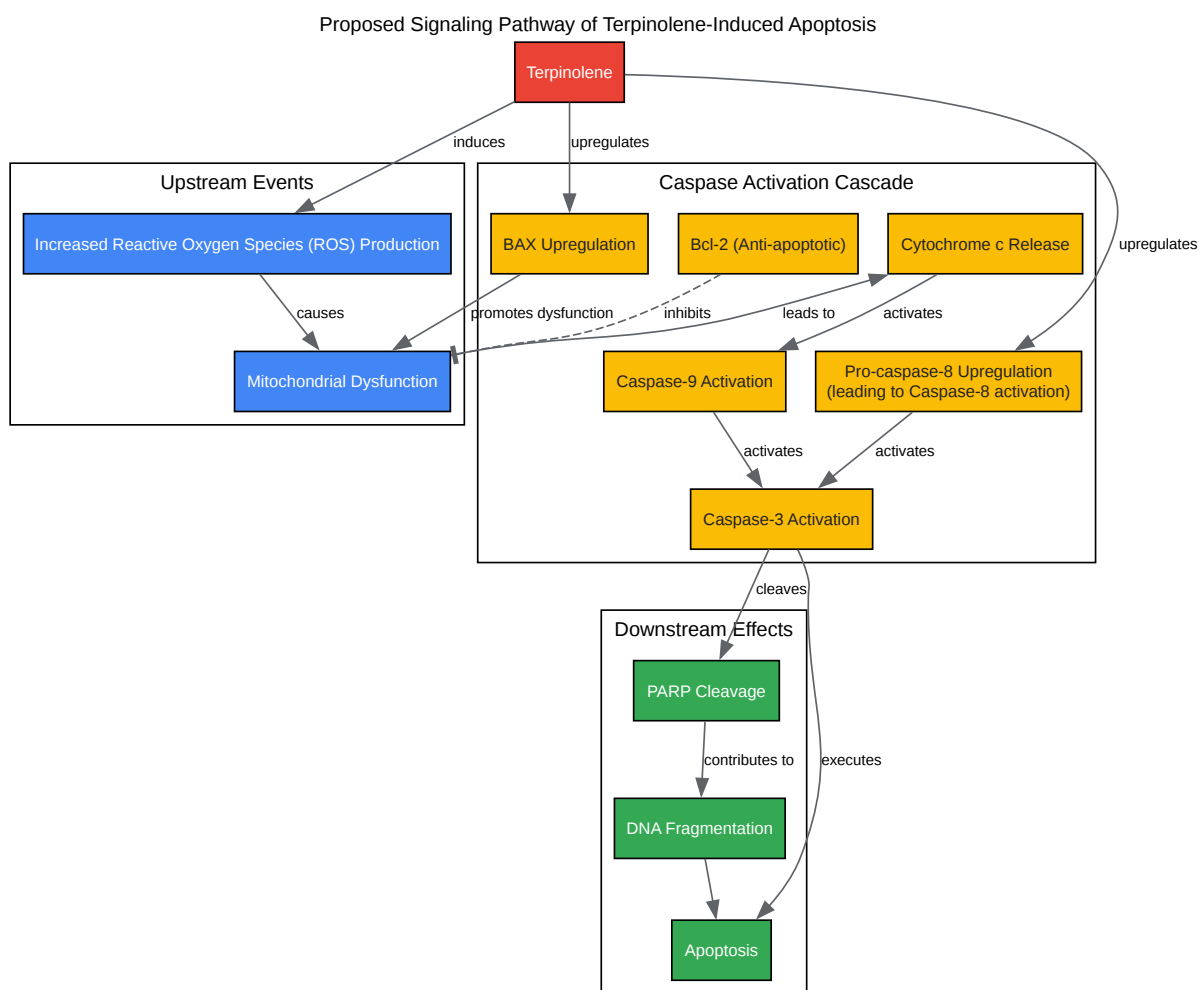 Proposed Signaling Pathway of Terpinolene-Induced Apoptosis
Terpinolene
induces
upregulates
Upstream Events
Caspase Activation Cascade
Increased Reactive Oxygen Species (ROS) Production
BAX Upregulation
Bcl-2 (Anti-apoptotic)
Cytochrome c Release
upregulates
causes
promotes dysfunction
inhibits
leads to
activates
Mitochondrial Dysfunction
Caspase-9 Activation
Pro-caspase-8 Upregulation
(leading to Caspase-8 activation)
activates
activates
Caspase-3 Activation
cleaves
Downstream Effects
PARP Cleavage
contributes to
executes
DNA Fragmentation
Apoptosis